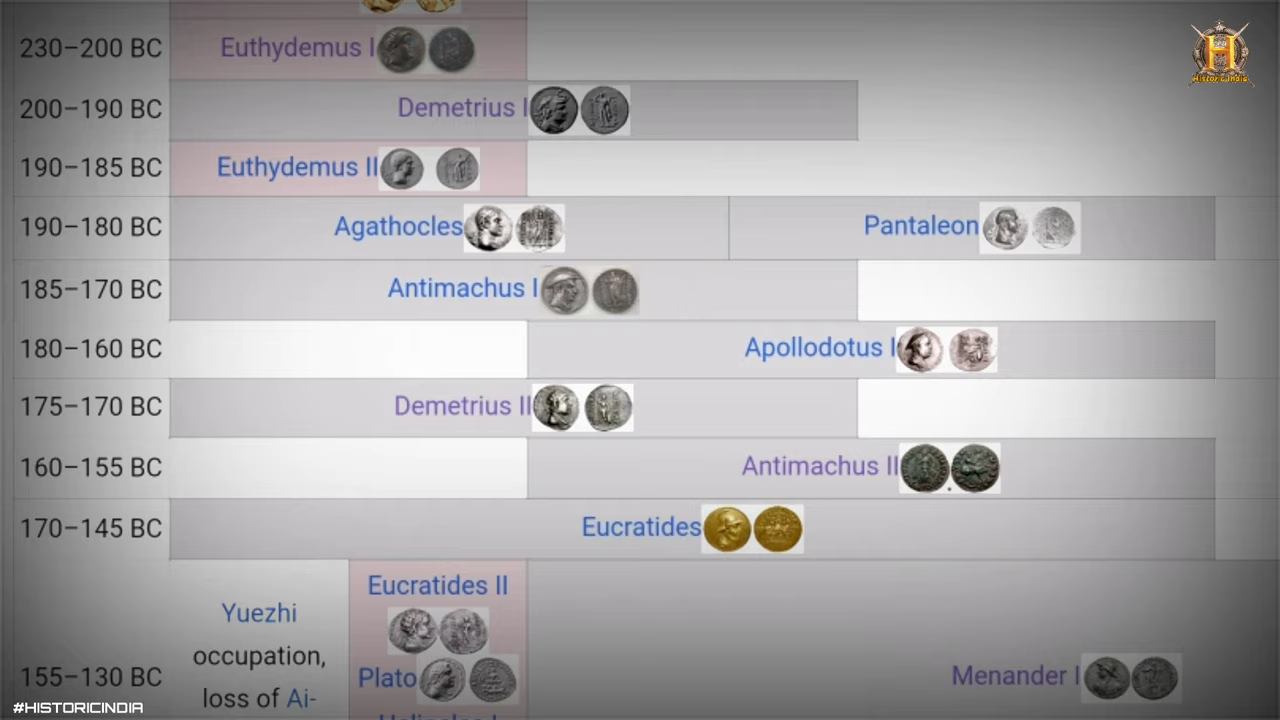 230–200 BC Euthydemus I
Historic India
200–190 BC Demetrius I
190–185 BC Euthydemus II
190–180 BC Agathocles Pantaleon
185–170 BC Antimachus I
180–160 BC Apollodotus I
175–170 BC Demetrius II
160–155 BC Antimachus II
170–145 BC Eucratides
Eucratides II
Yuezhi
occupation,
155–130 BC Plato Menander I
loss of Ai-
#HISTORICINDIA